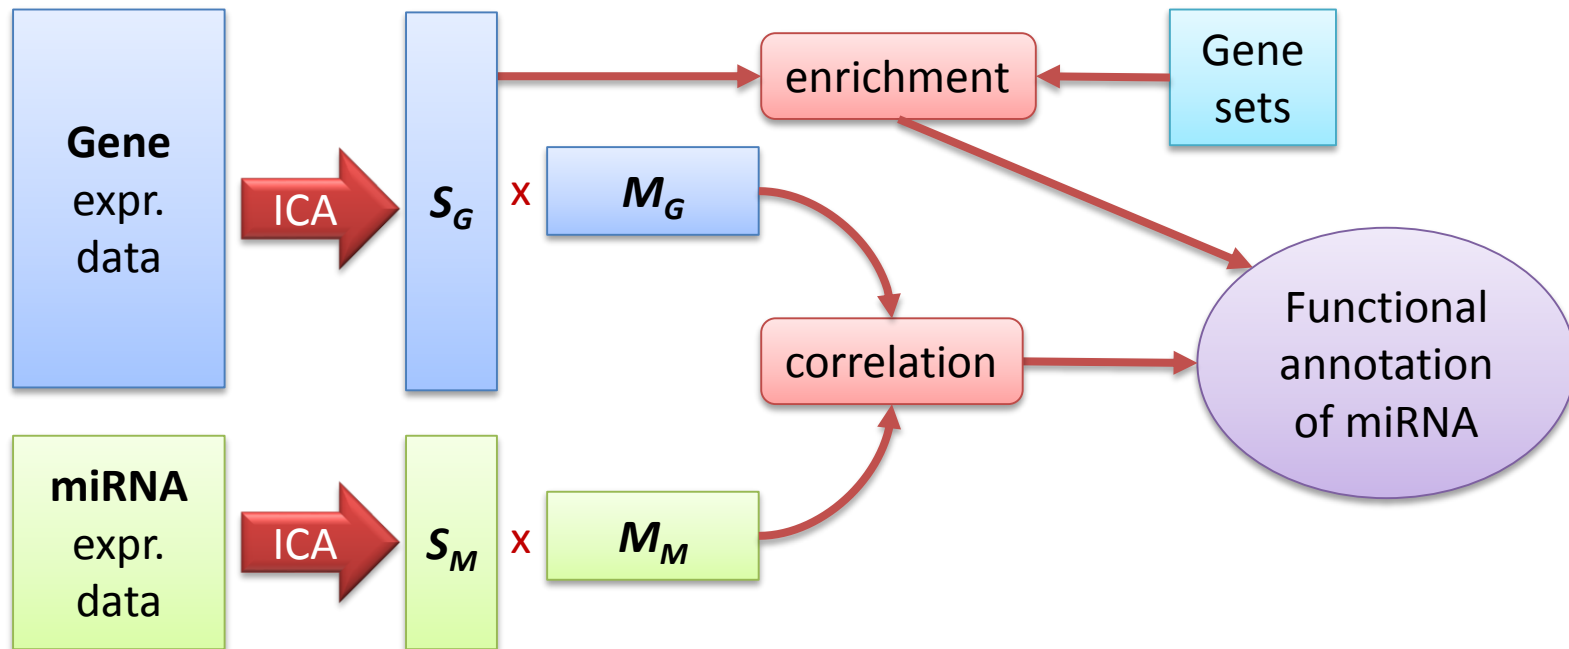 Gene
expr.
data
ICA
S_G
x
M_G
enrichment
Gene
sets
correlation
Functional
annotation
of miRNA
miRNA
expr.
data
ICA
S_M
x
M_M